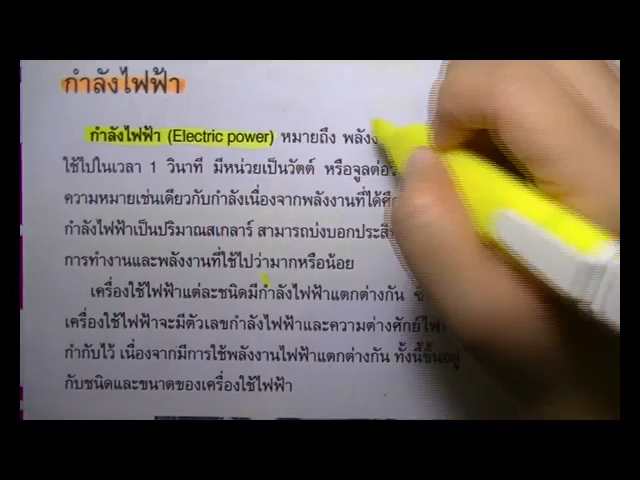 กำลังไฟฟ้า
กำลังไฟฟ้า (Electric power) หมายถึง
ใช้ไปในเวลา 1 วินาที มีหน่วยเป็นวัตต์ หรือจูลต่อ
ความหมายเช่นเดียวกับกำลังเนื่องจากพลังงานที่ได้
กำลังไฟฟ้าเป็นปริมาณสเกลาร์ สามารถบ่งบอก
การทำงานและพลังงานที่ใช้ไปว่ามากหรือน้อย
เครื่องใช้ไฟฟ้าแต่ละชนิดมีกำลังไฟฟ้าแตกต่างกัน
เครื่องใช้ไฟฟ้าจะมีตัวเลขกำลังไฟฟ้าและความต่างศักย์
กำกับไว้ เนื่องจากมีการใช้พลังงานไฟฟ้าแตกต่างกัน ทั้งนี้ขึ้นอยู่
กับชนิดและขนาดของเครื่องใช้ไฟฟ้า